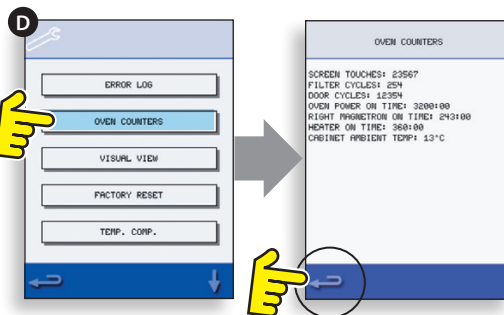 D
ERROR LOG
OVEN COUNTERS
VISUAL VIEW
FACTORY RESET
TEMP. COMP.
OVEN COUNTERS
SCREEN TOUCHES: 23567
FILTER CYCLES: 254
DOOR CYCLES: 12354
OVEN POWER ON TIME: 3200:00
RIGHT MAGNETRON ON TIME: 243:00
HEATER ON TIME: 360:00
CABINET AMBIENT TEMP: 13°C